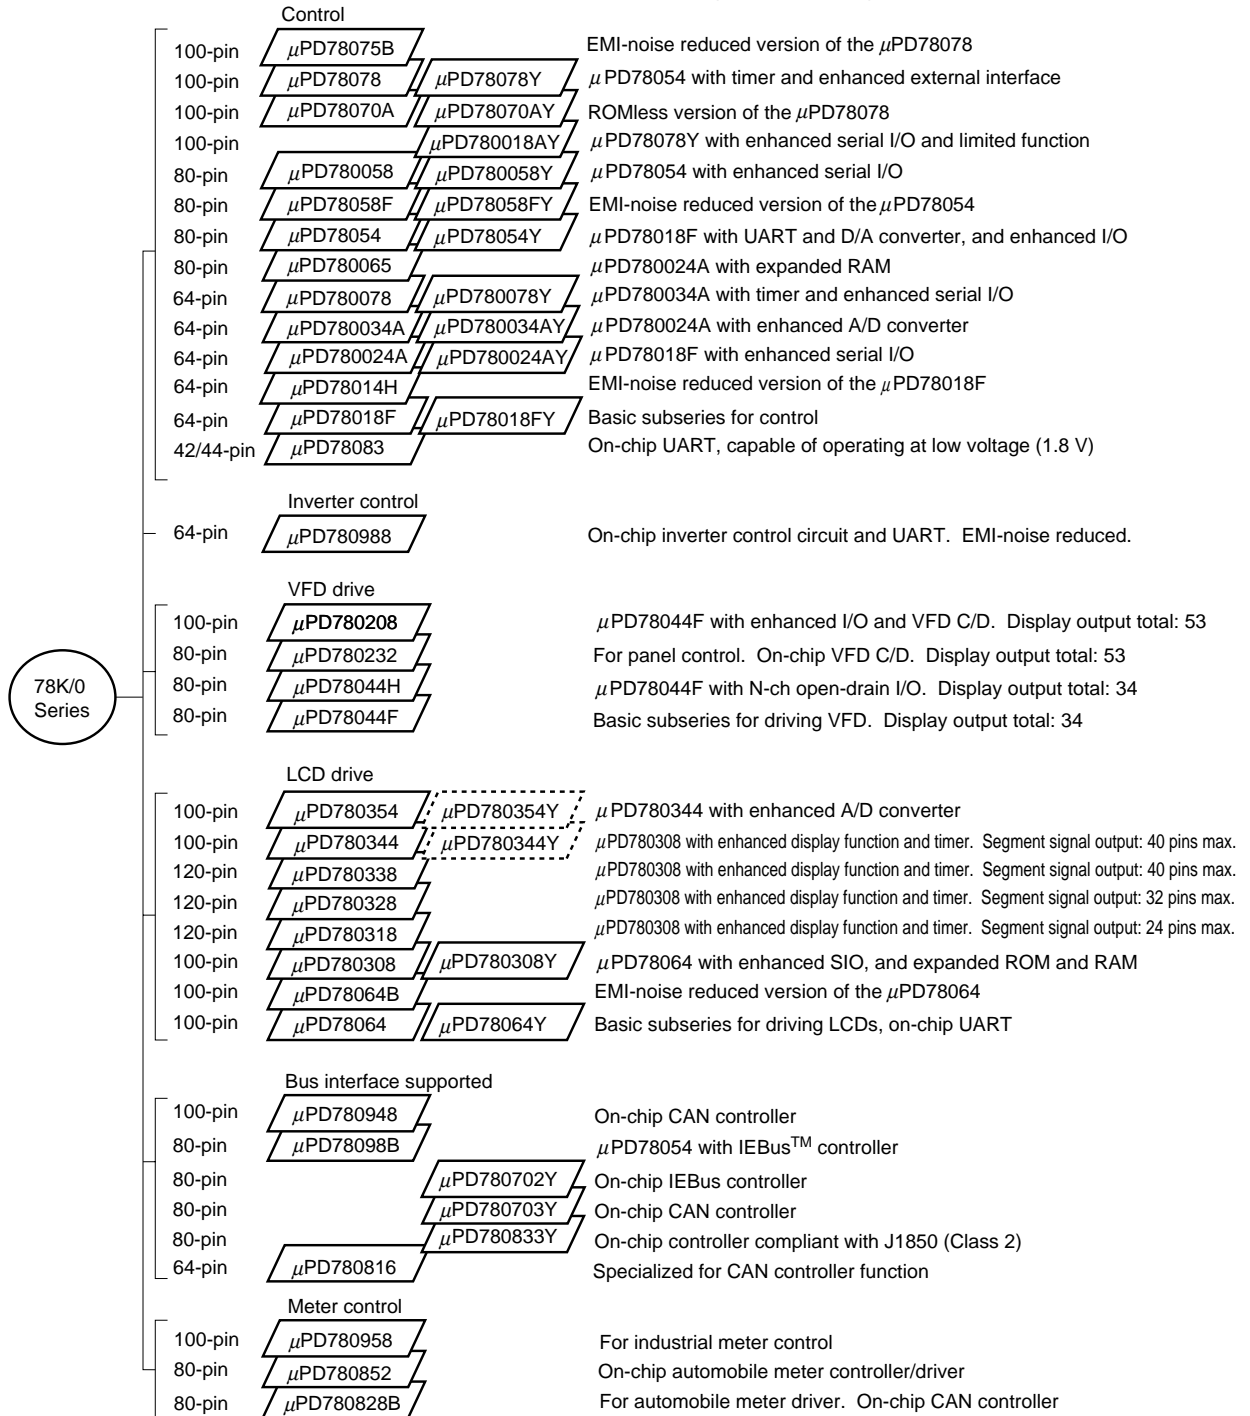 Control
100-pin μPD78075B EMI-noise reduced version of the μPD78078
100-pin μPD78078 μPD78078Y μPD78054 with timer and enhanced external interface
100-pin μPD78070A μPD78070AY ROMless version of the μPD78078
100-pin μPD780018AY μPD78078Y with enhanced serial I/O and limited function
80-pin μPD780058 μPD780058Y μPD78054 with enhanced serial I/O
80-pin μPD78058F μPD78058FY EMI-noise reduced version of the μPD78054
80-pin μPD78054 μPD78054Y μPD78018F with UART and D/A converter, and enhanced I/O
80-pin μPD780065 μPD780024A with expanded RAM
64-pin μPD780078 μPD780078Y μPD780034A with timer and enhanced serial I/O
64-pin μPD780034A μPD780034AY μPD780024A with enhanced A/D converter
64-pin μPD780024A μPD780024AY μPD78018F with enhanced serial I/O
64-pin μPD78014H EMI-noise reduced version of the μPD78018F
64-pin μPD78018F μPD78018FY Basic subseries for control
42/44-pin μPD78083 On-chip UART, capable of operating at low voltage (1.8 V)
Inverter control
64-pin μPD780988 On-chip inverter control circuit and UART. EMI-noise reduced.
VFD drive
100-pin μPD780208 μPD78044F with enhanced I/O and VFD C/D. Display output total: 53
80-pin μPD780232 For panel control. On-chip VFD C/D. Display output total: 53
78K/0 Series
80-pin μPD78044H μPD78044F with N-ch open-drain I/O. Display output total: 34
80-pin μPD78044F Basic subseries for driving VFD. Display output total: 34
LCD drive
100-pin μPD780354 μPD780354Y μPD780344 with enhanced A/D converter
100-pin μPD780344 μPD780344Y μPD780308 with enhanced display function and timer. Segment signal output: 40 pins max.
120-pin μPD780338 μPD780308 with enhanced display function and timer. Segment signal output: 40 pins max.
120-pin μPD780328 μPD780308 with enhanced display function and timer. Segment signal output: 32 pins max.
120-pin μPD780318 μPD780308 with enhanced display function and timer. Segment signal output: 24 pins max.
100-pin μPD780308 μPD780308Y μPD78064 with enhanced SIO, and expanded ROM and RAM
100-pin μPD78064B EMI-noise reduced version of the μPD78064
100-pin μPD78064 μPD78064Y Basic subseries for driving LCDs, on-chip UART
Bus interface supported
100-pin μPD780948 On-chip CAN controller
80-pin μPD78098B μPD78054 with IEBus™ controller
80-pin μPD780702Y On-chip IEBus controller
80-pin μPD780703Y On-chip CAN controller
80-pin μPD780833Y On-chip controller compliant with J1850 (Class 2)
64-pin μPD780816 Specialized for CAN controller function
Meter control
100-pin μPD780958 For industrial meter control
80-pin μPD780852 On-chip automobile meter controller/driver
80-pin μPD780828B For automobile meter driver. On-chip CAN controller